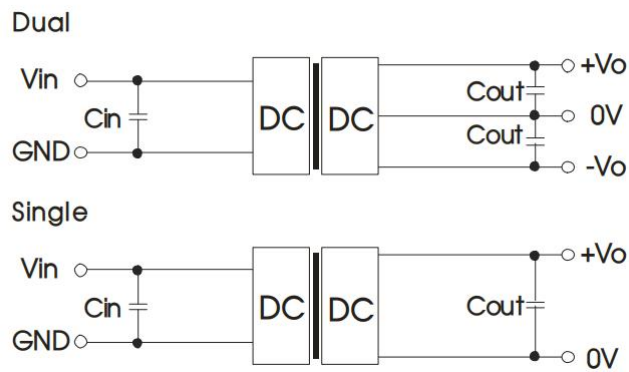 Dual
Vin
Cin
GND
DC DC
Cout
Cout
+Vo
0V
-Vo
Single
Vin
Cin
GND
DC DC
Cout
+Vo
0V